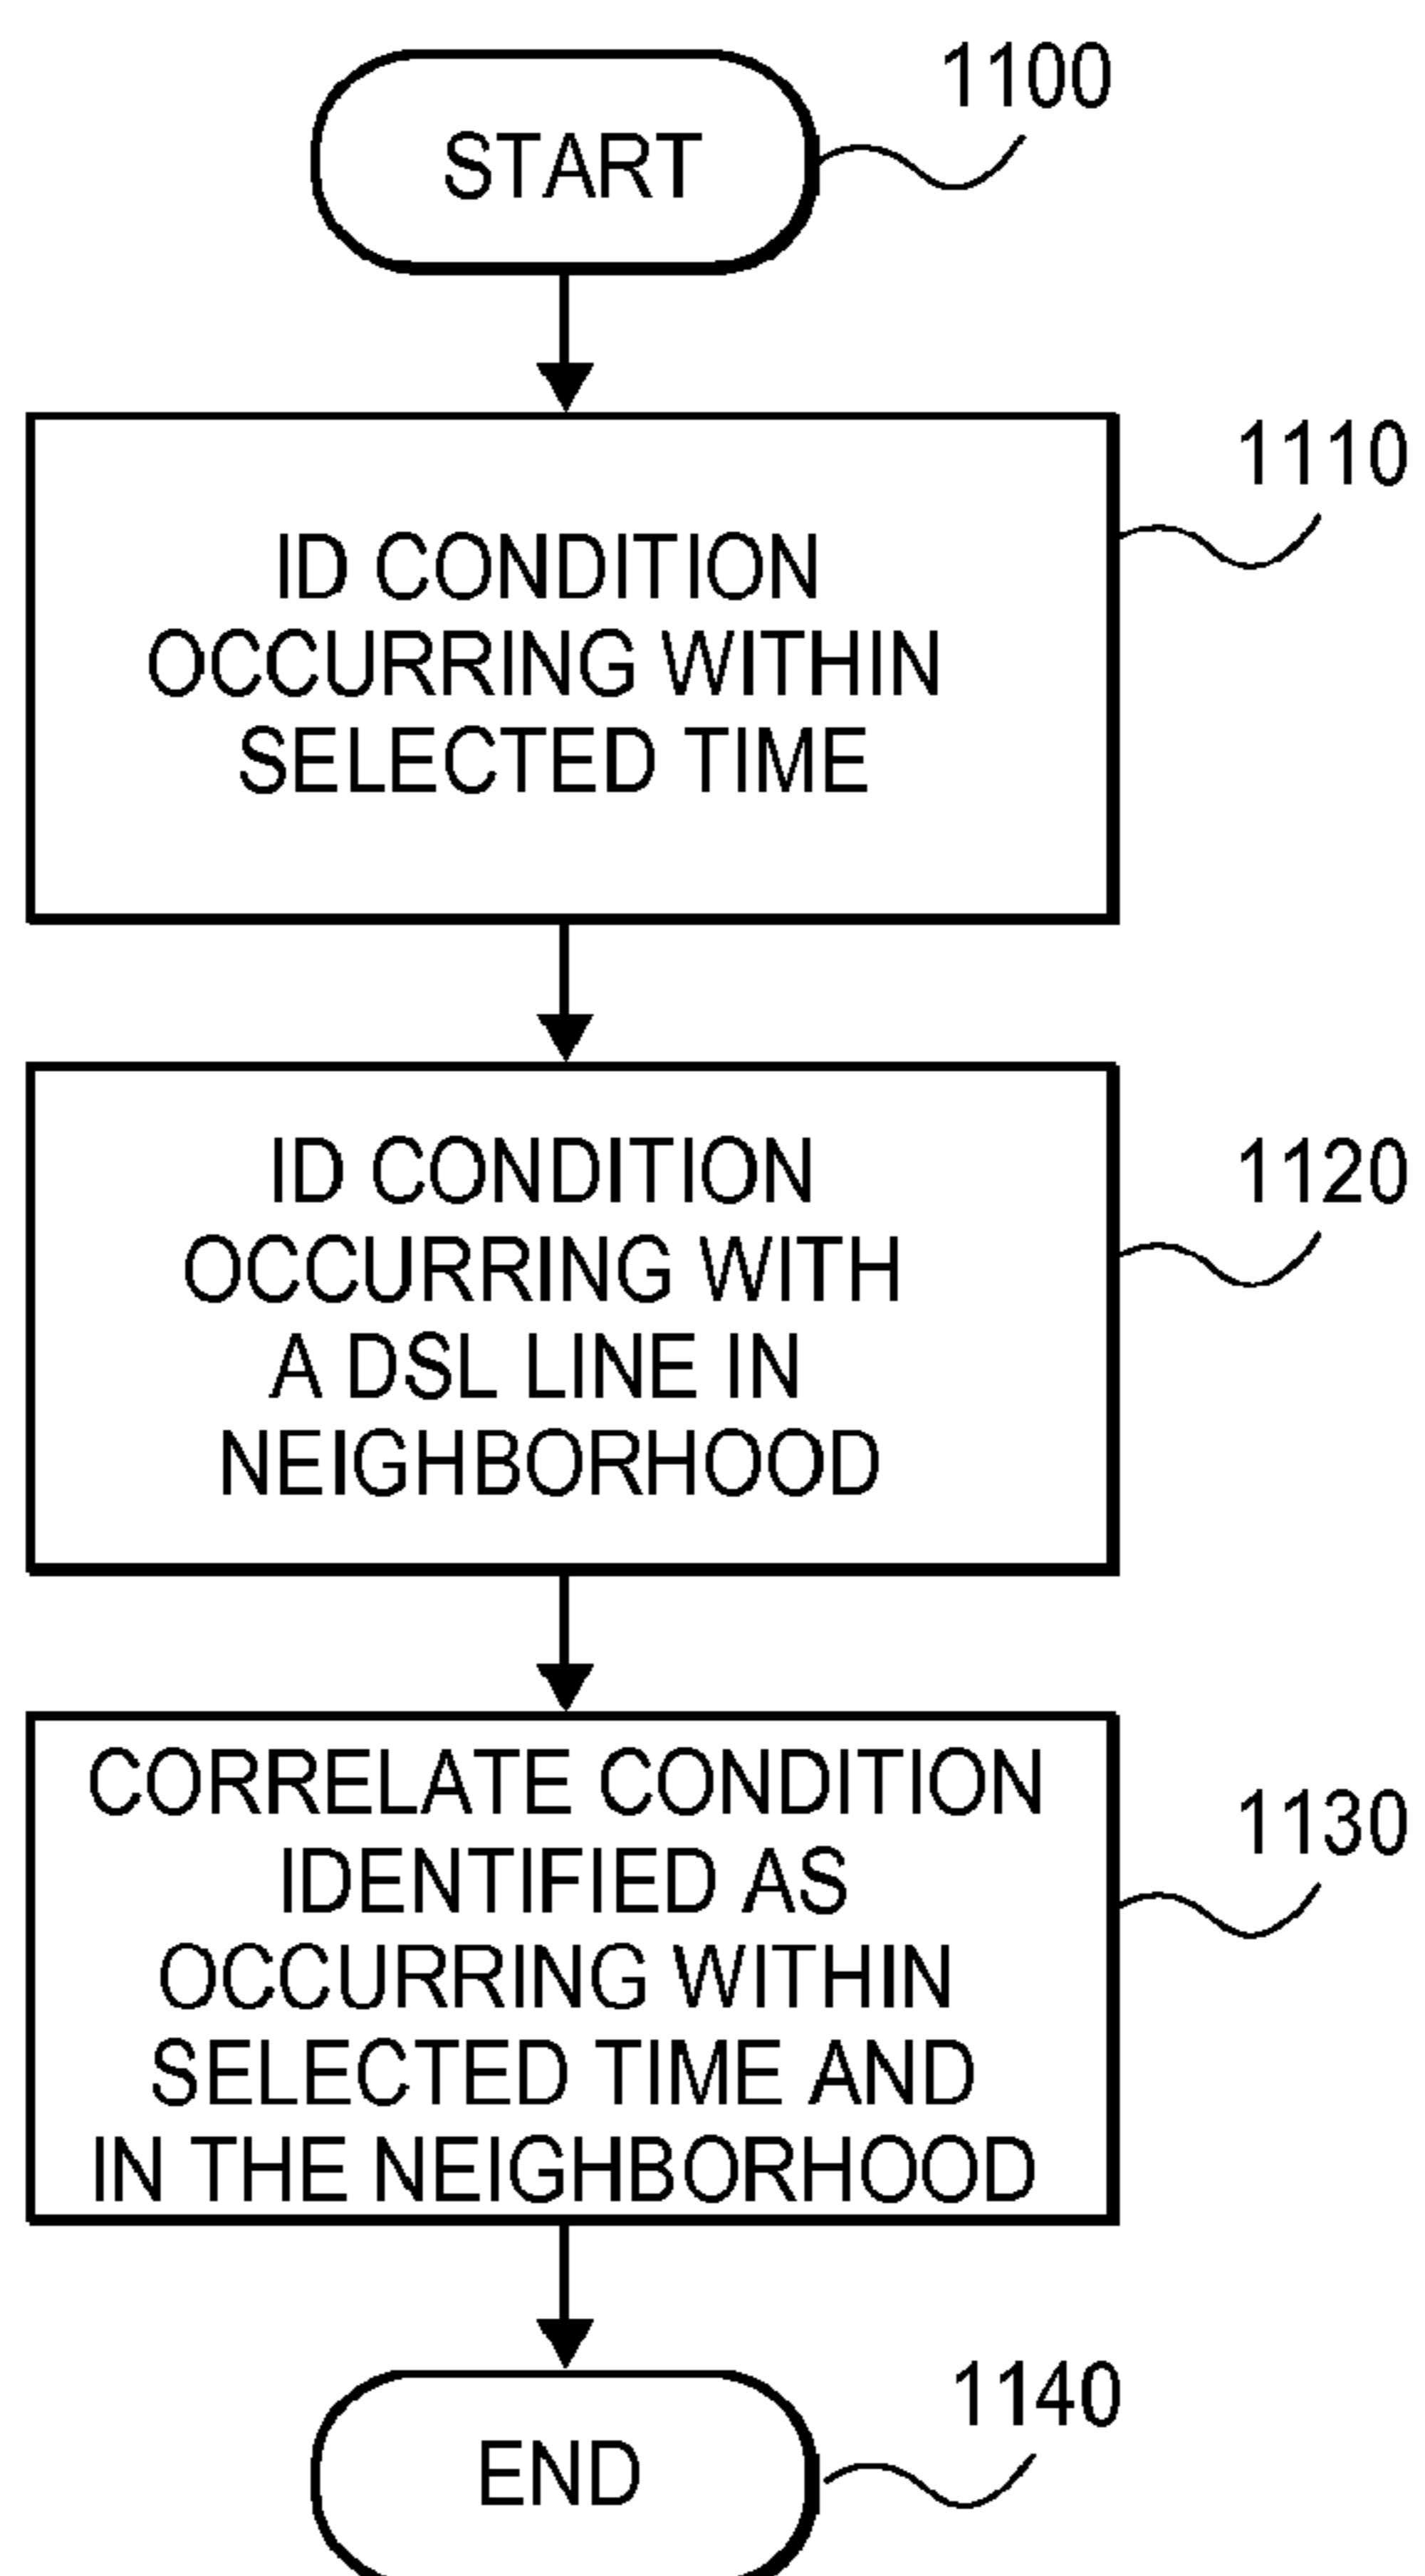 1100
START
1110
ID CONDITION
OCCURRING WITHIN
SELECTED TIME
1120
ID CONDITION
OCCURRING WITH
A DSL LINE IN
NEIGHBORHOOD
1130
CORRELATE CONDITION
IDENTIFIED AS
OCCURRING WITHIN
SELECTED TIME AND
IN THE NEIGHBORHOOD
1140
END